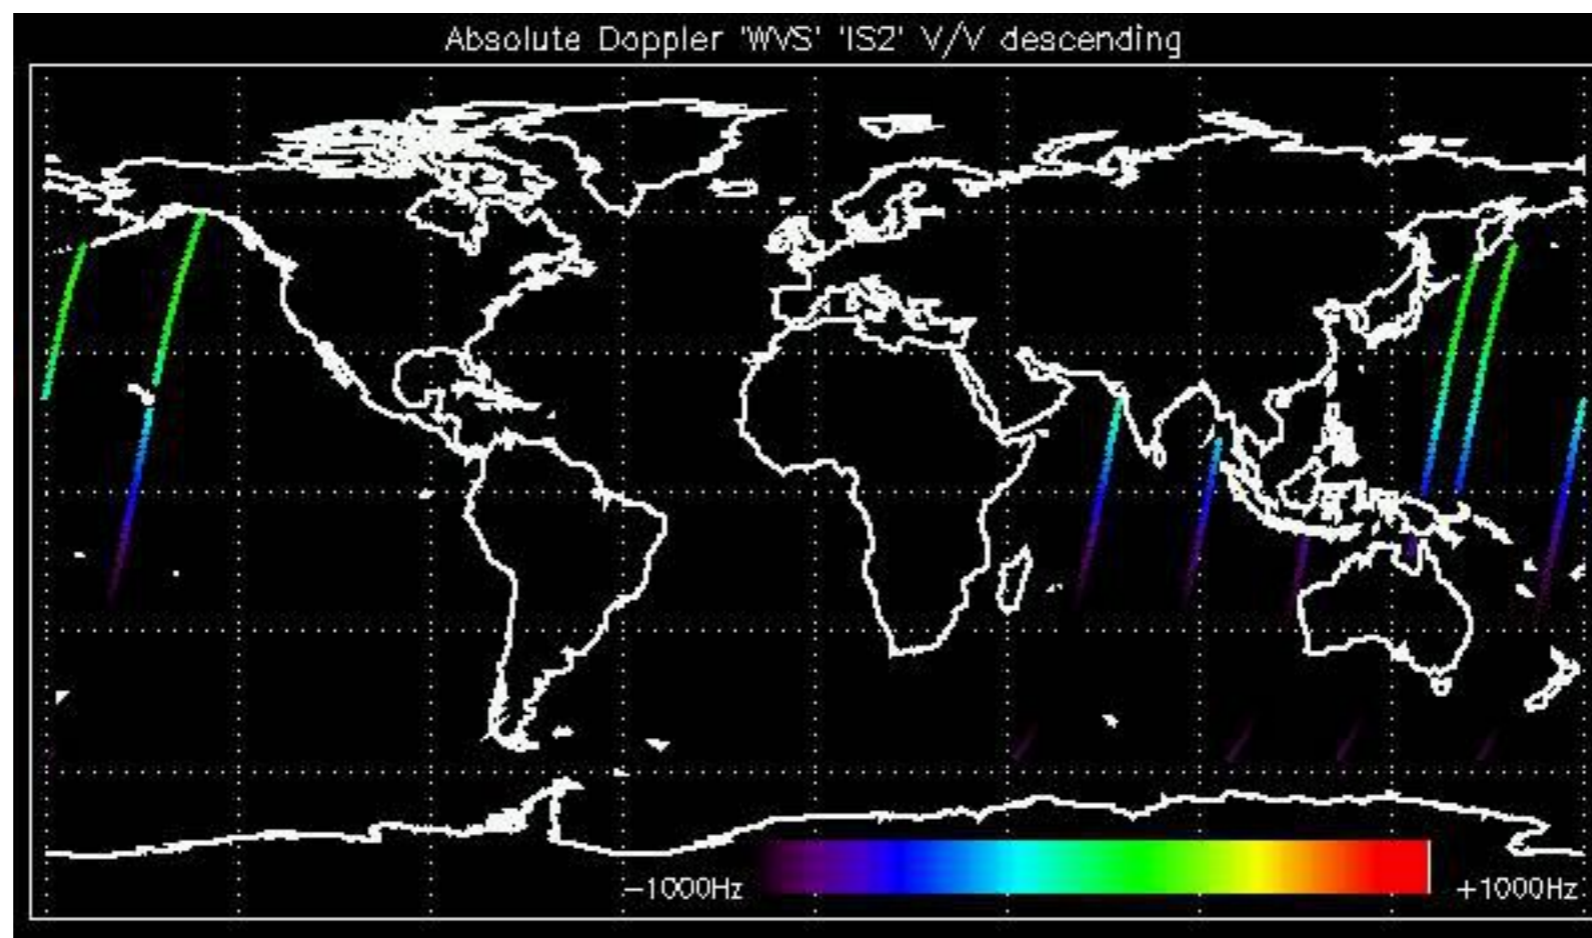 Absolute Doppler 'WVS' 'IS2' V/V descending
−1000Hz +1000Hz